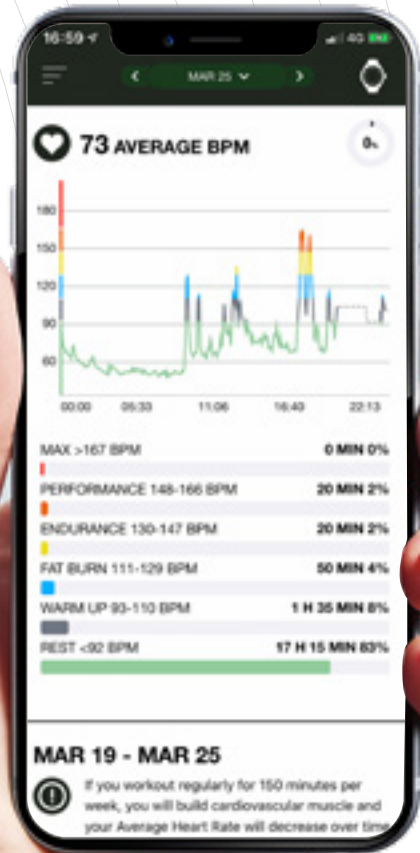 16:59
4G
MAR 25
73 AVERAGE BPM
0%
180
150
120
90
60
00:00 05:33 11:06 16:40 22:13
MAX >167 BPM 0 MIN 0%
PERFORMANCE 148-166 BPM 20 MIN 2%
ENDURANCE 130-147 BPM 20 MIN 2%
FAT BURN 111-129 BPM 50 MIN 4%
WARM UP 93-110 BPM 1 H 35 MIN 8%
REST <92 BPM 17 H 15 MIN 83%
MAR 19 - MAR 25
If you workout regularly for 150 minutes per
week, you will build cardiovascular muscle and
your Average Heart Rate will decrease over time